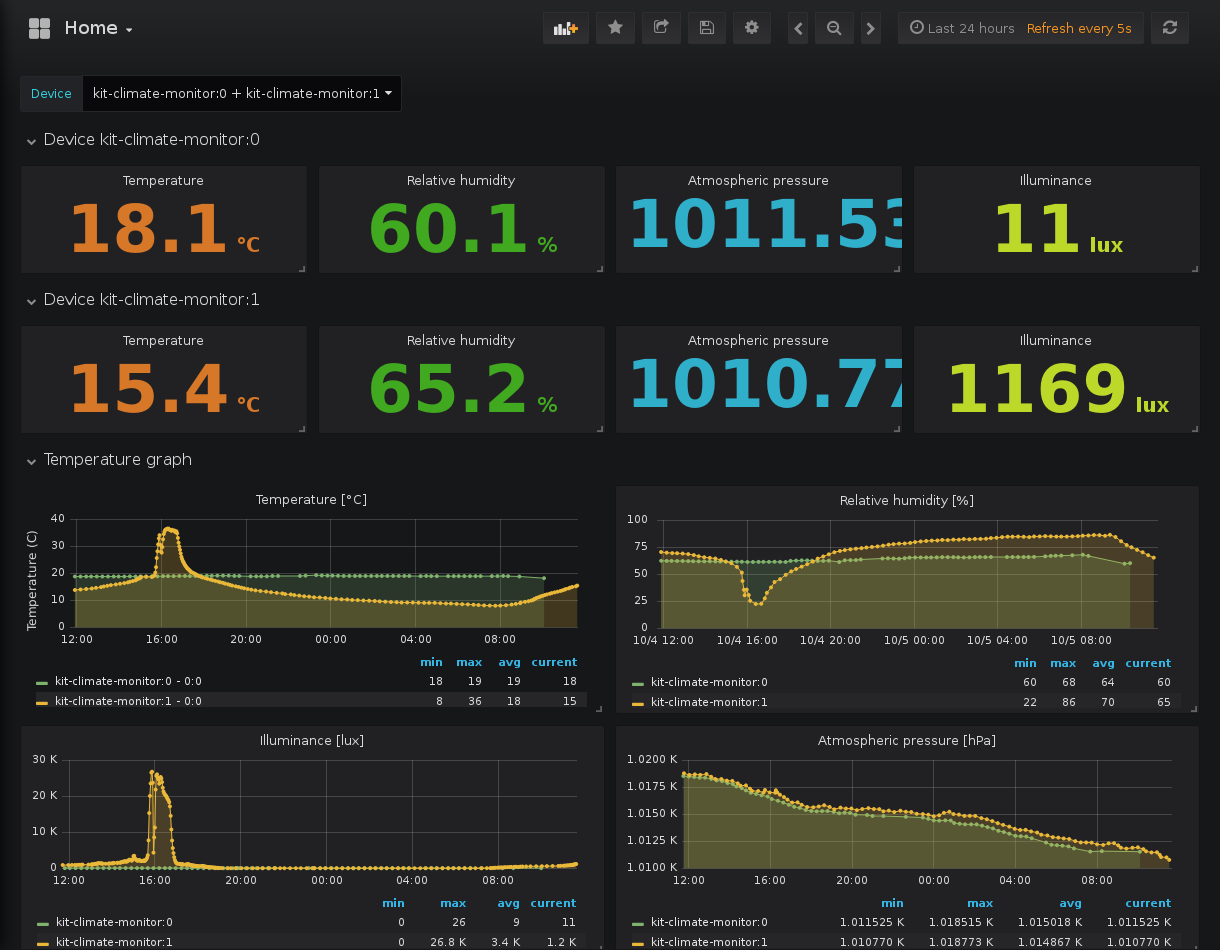 Home
Last 24 hours Refresh every 5s
Device kit-climate-monitor:0 + kit-climate-monitor:1
Device kit-climate-monitor:0
Temperature Relative humidity Atmospheric pressure Illuminance
18.1 °C 60.1 % 1011.53 11 lux
Device kit-climate-monitor:1
Temperature Relative humidity Atmospheric pressure Illuminance
15.4 °C 65.2 % 1010.77 1169 lux
Temperature graph
Temperature [°C]
Temperature (C)
40
30
20
10
0
12:00 16:00 20:00 00:00 04:00 08:00
min max avg current
kit-climate-monitor:0 - 0:0 18 19 19 18
kit-climate-monitor:1 - 0:0 8 36 18 15
Relative humidity [%]
100
75
50
25
0
10/4 12:00 10/4 16:00 10/4 20:00 10/5 00:00 10/5 04:00 10/5 08:00
min max avg current
kit-climate-monitor:0 60 68 64 60
kit-climate-monitor:1 22 86 70 65
Illuminance [lux]
30 K
20 K
10 K
0
12:00 16:00 20:00 00:00 04:00 08:00
min max avg current
kit-climate-monitor:0 0 26 9 11
kit-climate-monitor:1 0 26.8 K 3.4 K 1.2 K
Atmospheric pressure [hPa]
1.0200 K
1.0175 K
1.0150 K
1.0125 K
1.0100 K
12:00 16:00 20:00 00:00 04:00 08:00
min max avg current
kit-climate-monitor:0 1.011525 K 1.018515 K 1.015018 K 1.011525 K
kit-climate-monitor:1 1.010770 K 1.018773 K 1.014867 K 1.010770 K